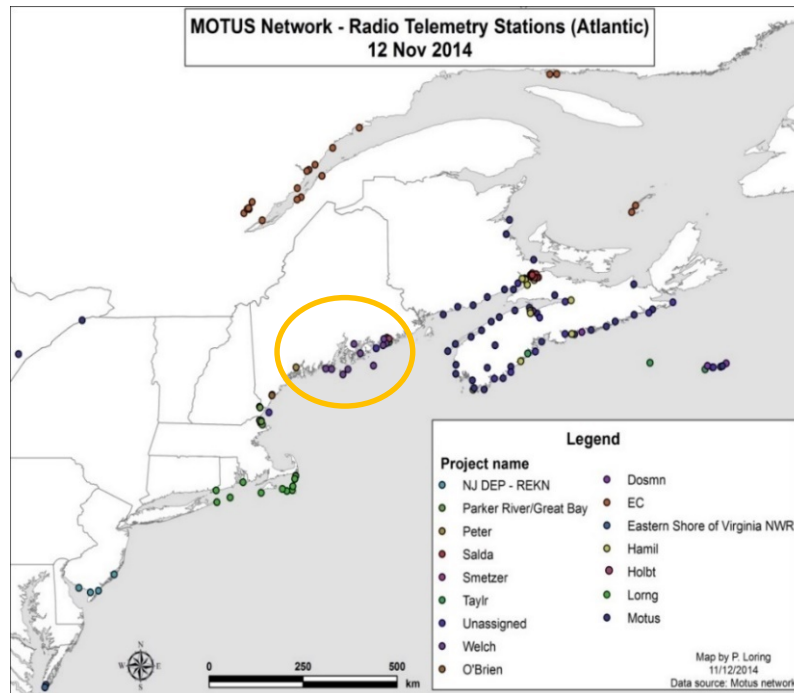 MOTUS Network - Radio Telemetry Stations (Atlantic)
12 Nov 2014
Legend
Project name
NJ DEP - REKN
Parker River/Great Bay
Peter
Salda
Smetzer
Taylr
Unassigned
Welch
O'Brien
Dosmn
EC
Eastern Shore of Virginia NWR
Hamil
Holbt
Lorng
Motus
N
W
E
S
0
250
500
km
Map by P. Loring
11/12/2014
Data source: Motus network